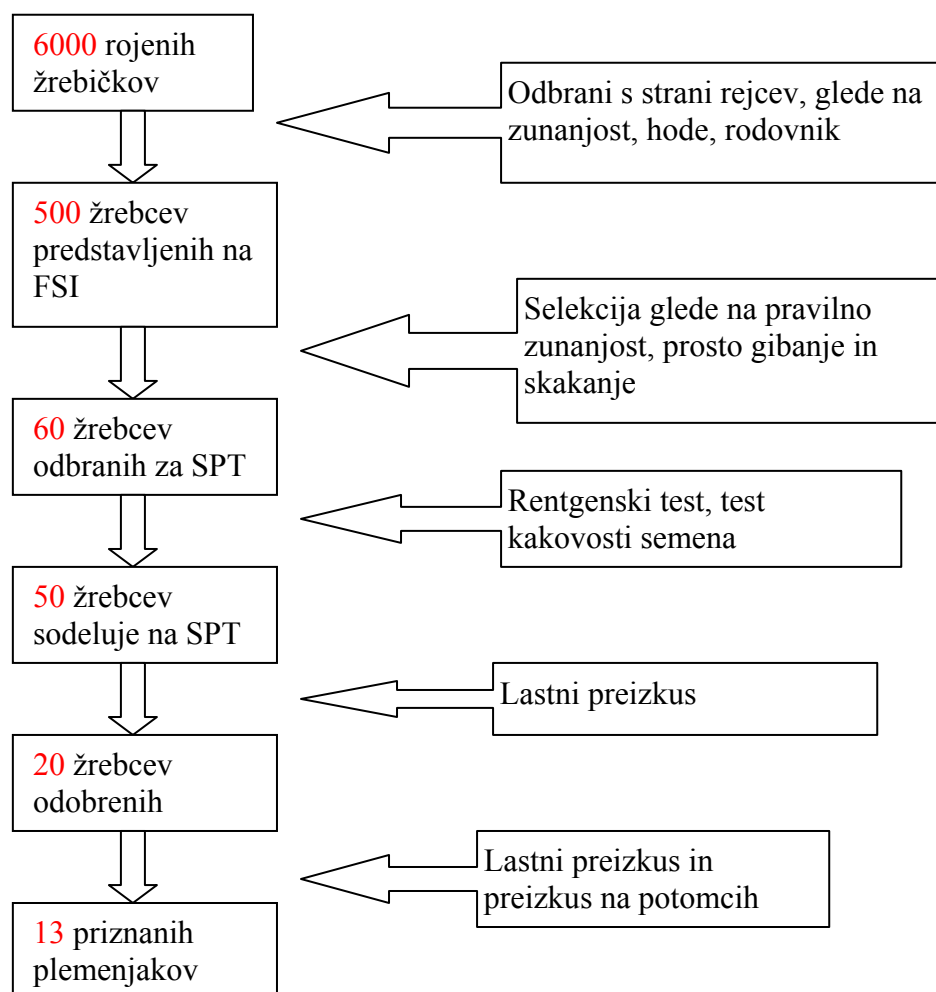 6000 rojenih
žrebičkov
Odbrani s strani rejcev, glede na
zunanjost, hode, rodovnik
500 žrebcev
predstavljenih na
FSI
Selekcija glede na pravilno
zunanjost, prosto gibanje in
skakanje
60 žrebcev
odbranih za SPT
Rentgenski test, test
kakovosti semena
50 žrebcev
sodeluje na SPT
Lastni preizkus
20 žrebcev
odobrenih
Lastni preizkus in
preizkus na potomcih
13 priznanih
plemenjakov